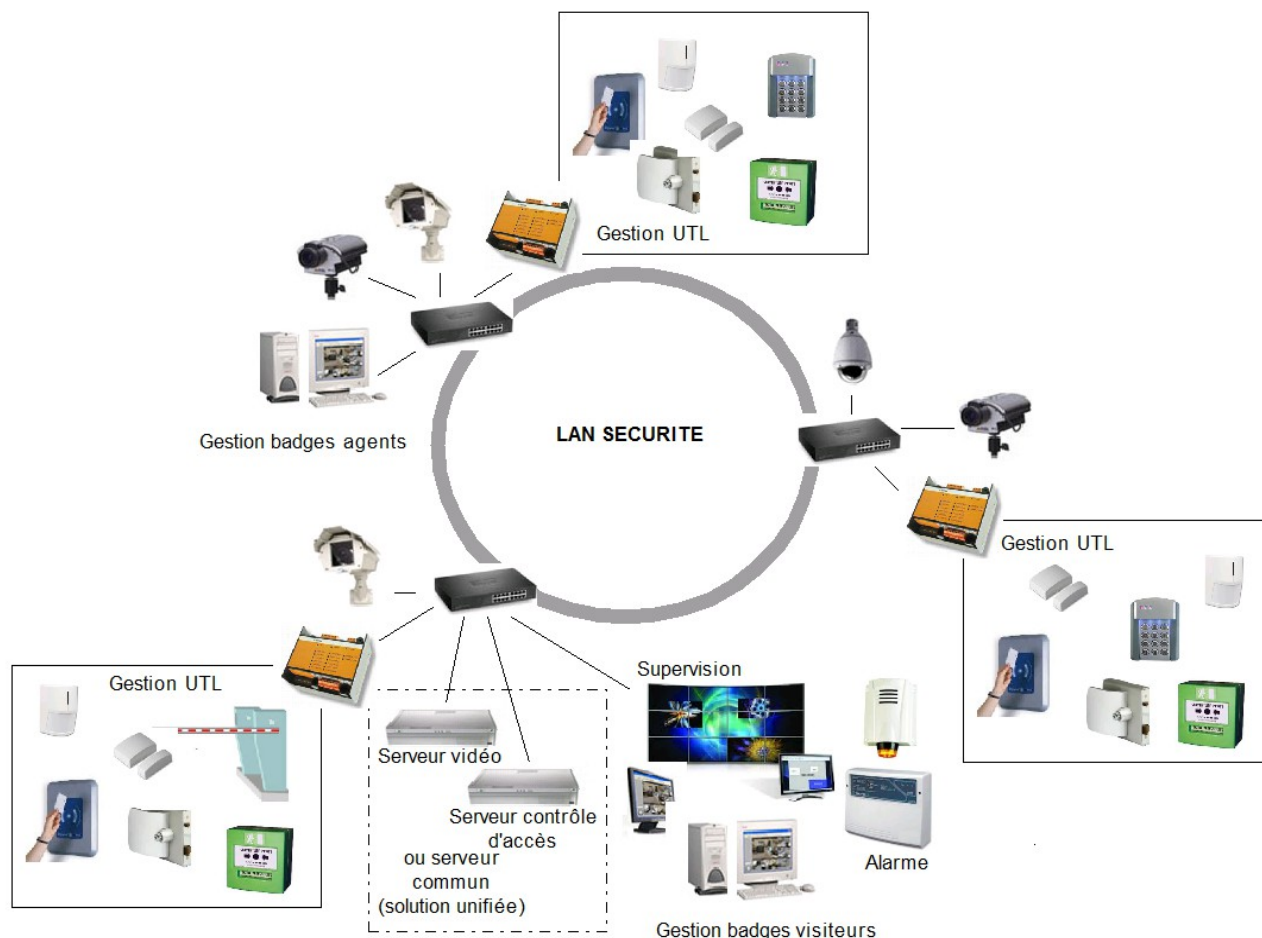 Gestion UTL
LAN SECURITE
Gestion badges agents
Gestion UTL
Gestion UTL
Supervision
Serveur vidéo
Serveur contrôle
d'accès
ou serveur
commun
(solution unifiée)
Alarme
Gestion badges visiteurs